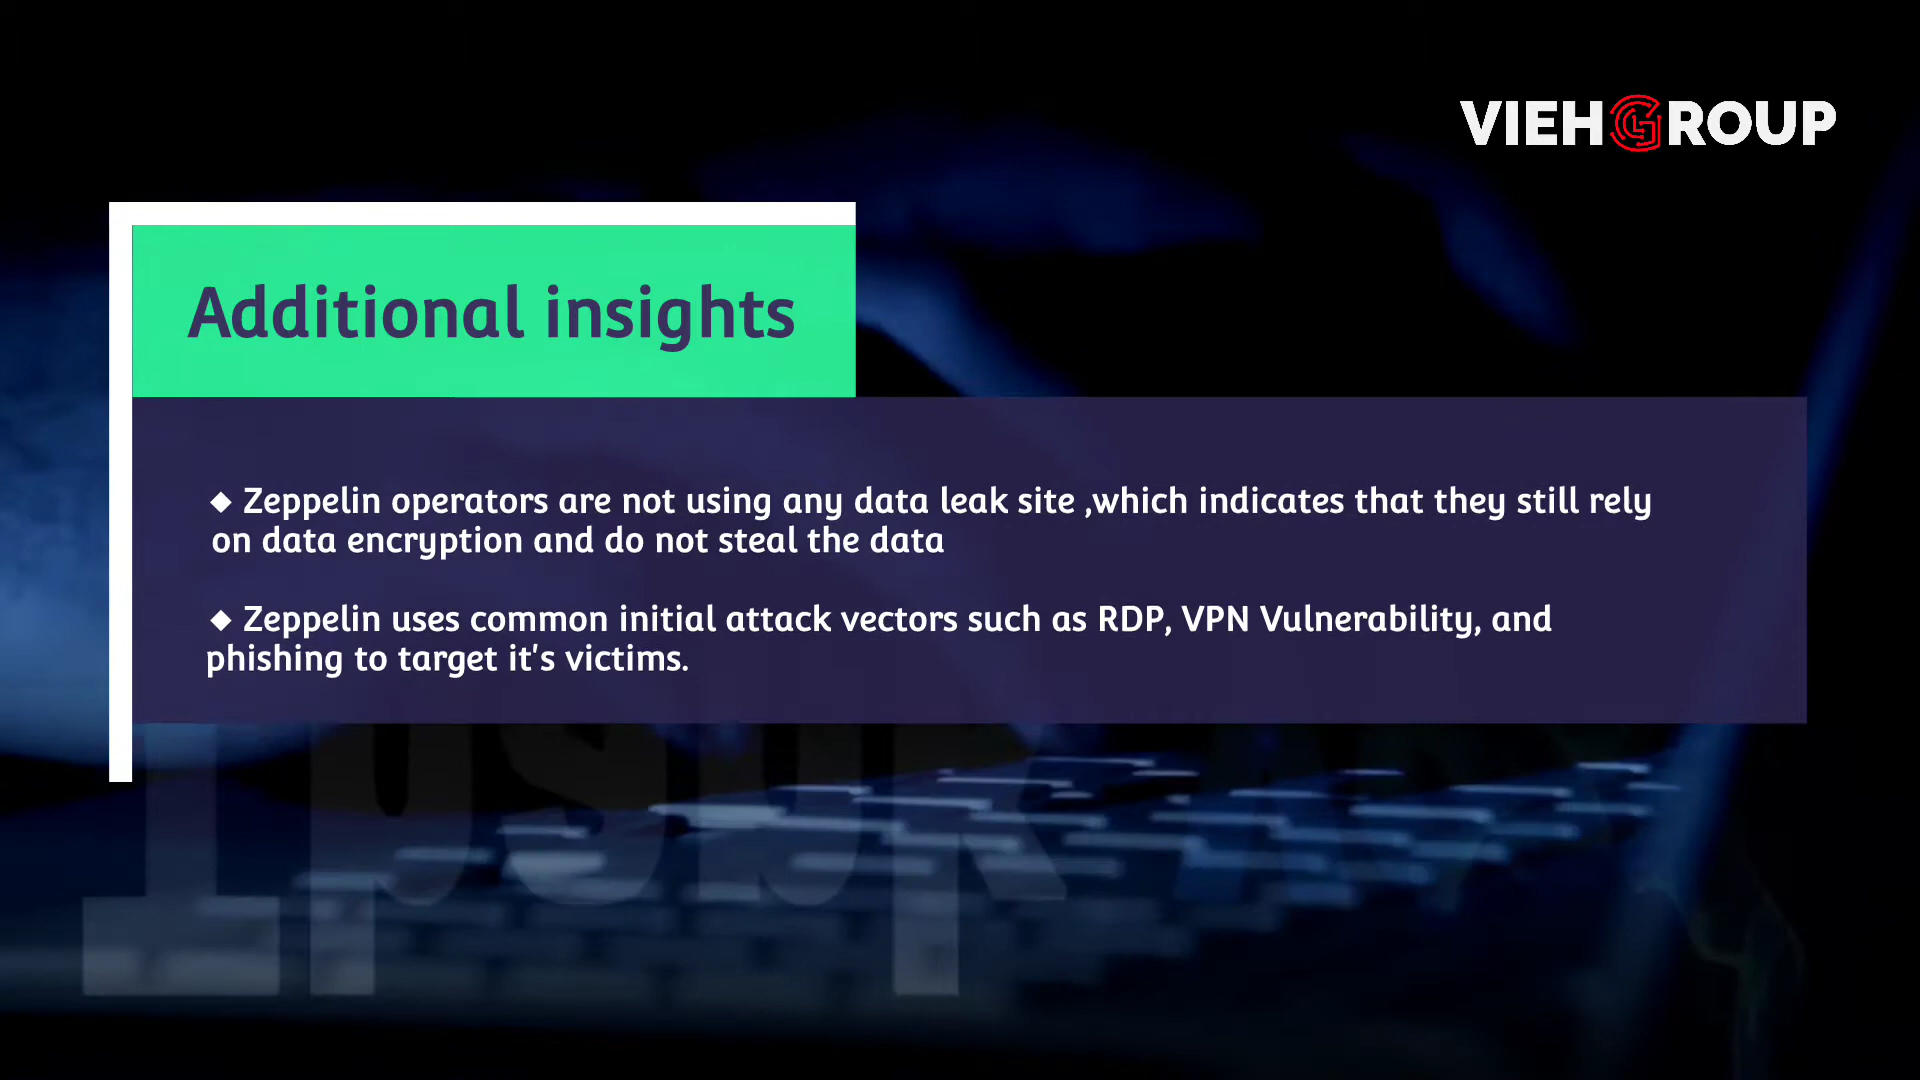 VIEHGROUP
Additional insights
◆ Zeppelin operators are not using any data leak site ,which indicates that they still rely
on data encryption and do not steal the data
◆ Zeppelin uses common initial attack vectors such as RDP, VPN Vulnerability, and
phishing to target it's victims.